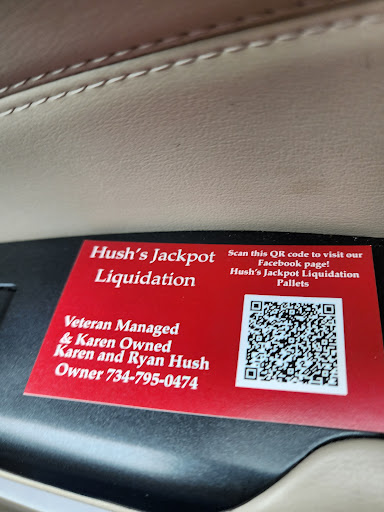 Hush's Jackpot
Liquidation
Veteran Managed
& Karen Owned
Karen and Ryan Hush
Owner 734-795-0474
Scan this QR code to visit our
Facebook page!
Hush's Jackpot Liquidation
Pallets